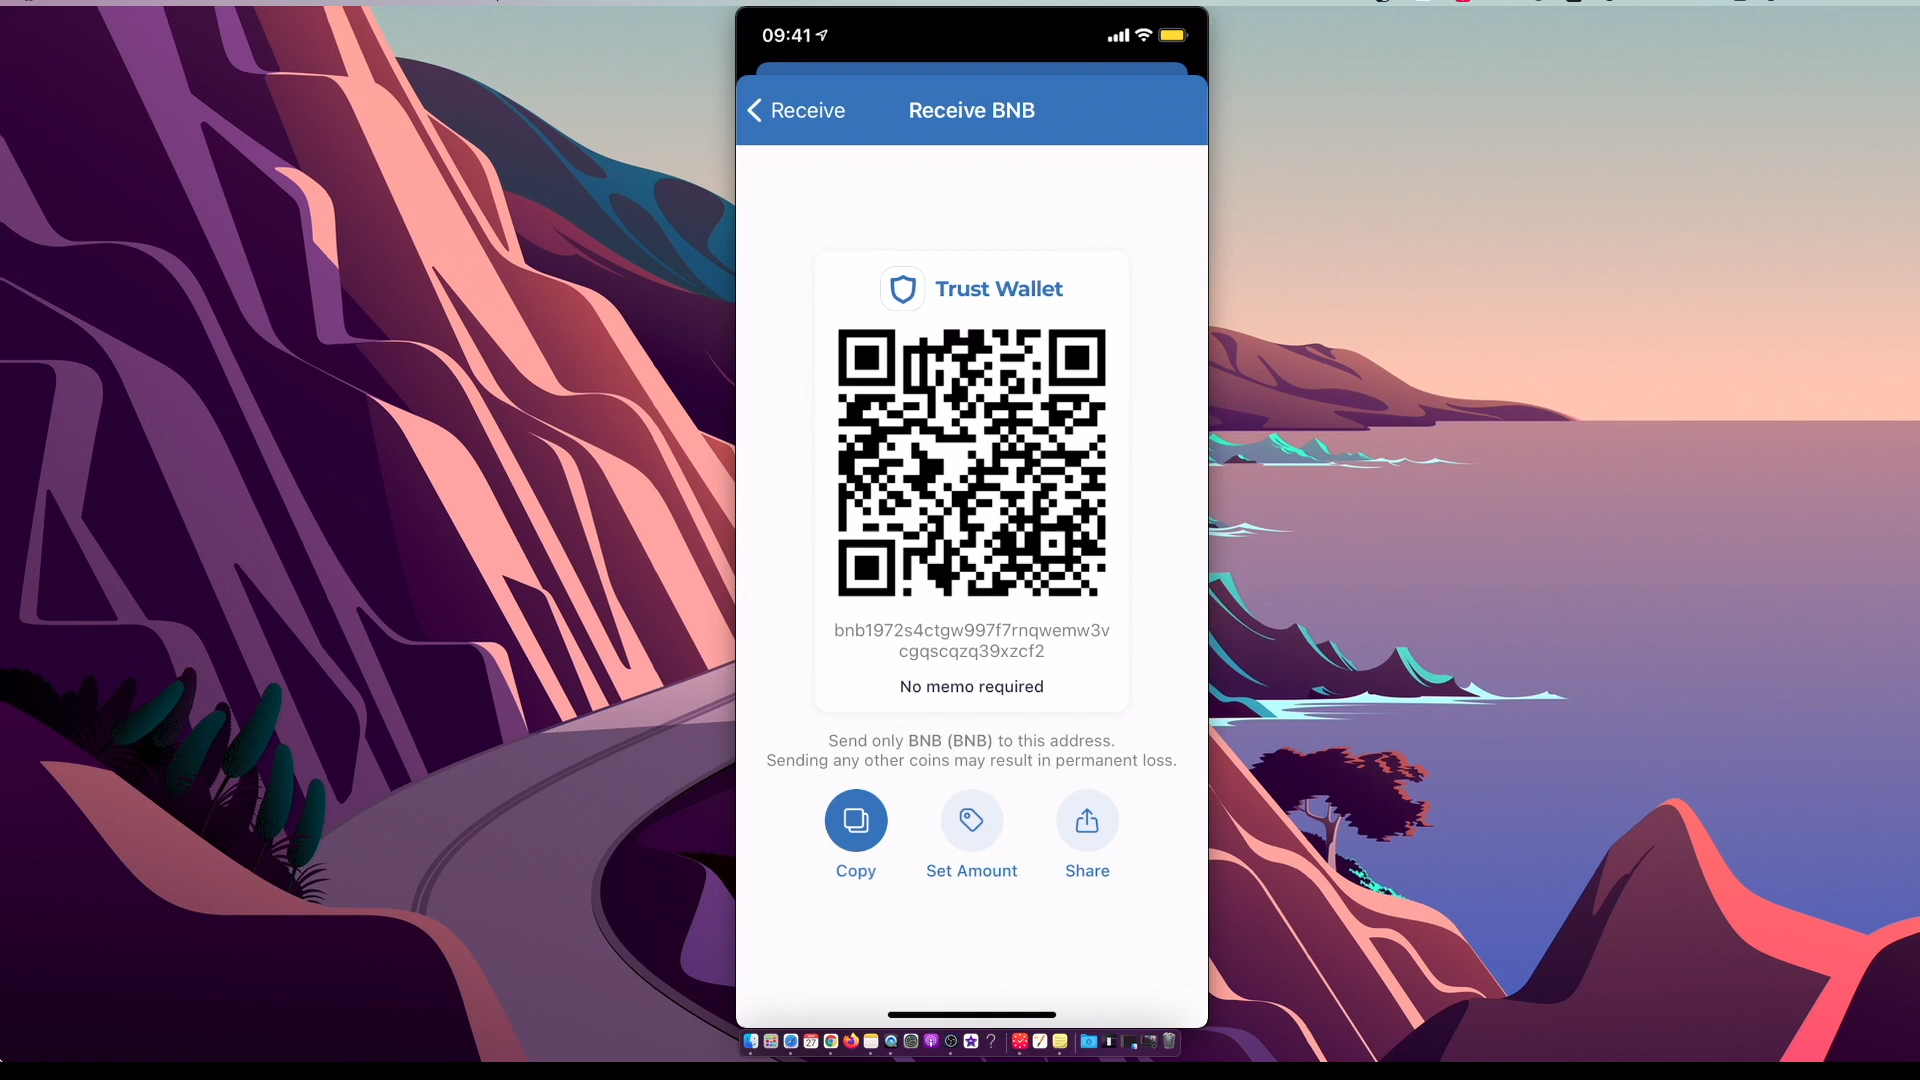 09:41
Receive
Receive BNB
Trust Wallet
bnb1972s4ctgw997f7rnqwemw3v
cgqscqzq39xzcf2
No memo required
Send only BNB (BNB) to this address.
Sending any other coins may result in permanent loss.
Copy
Set Amount
Share
27